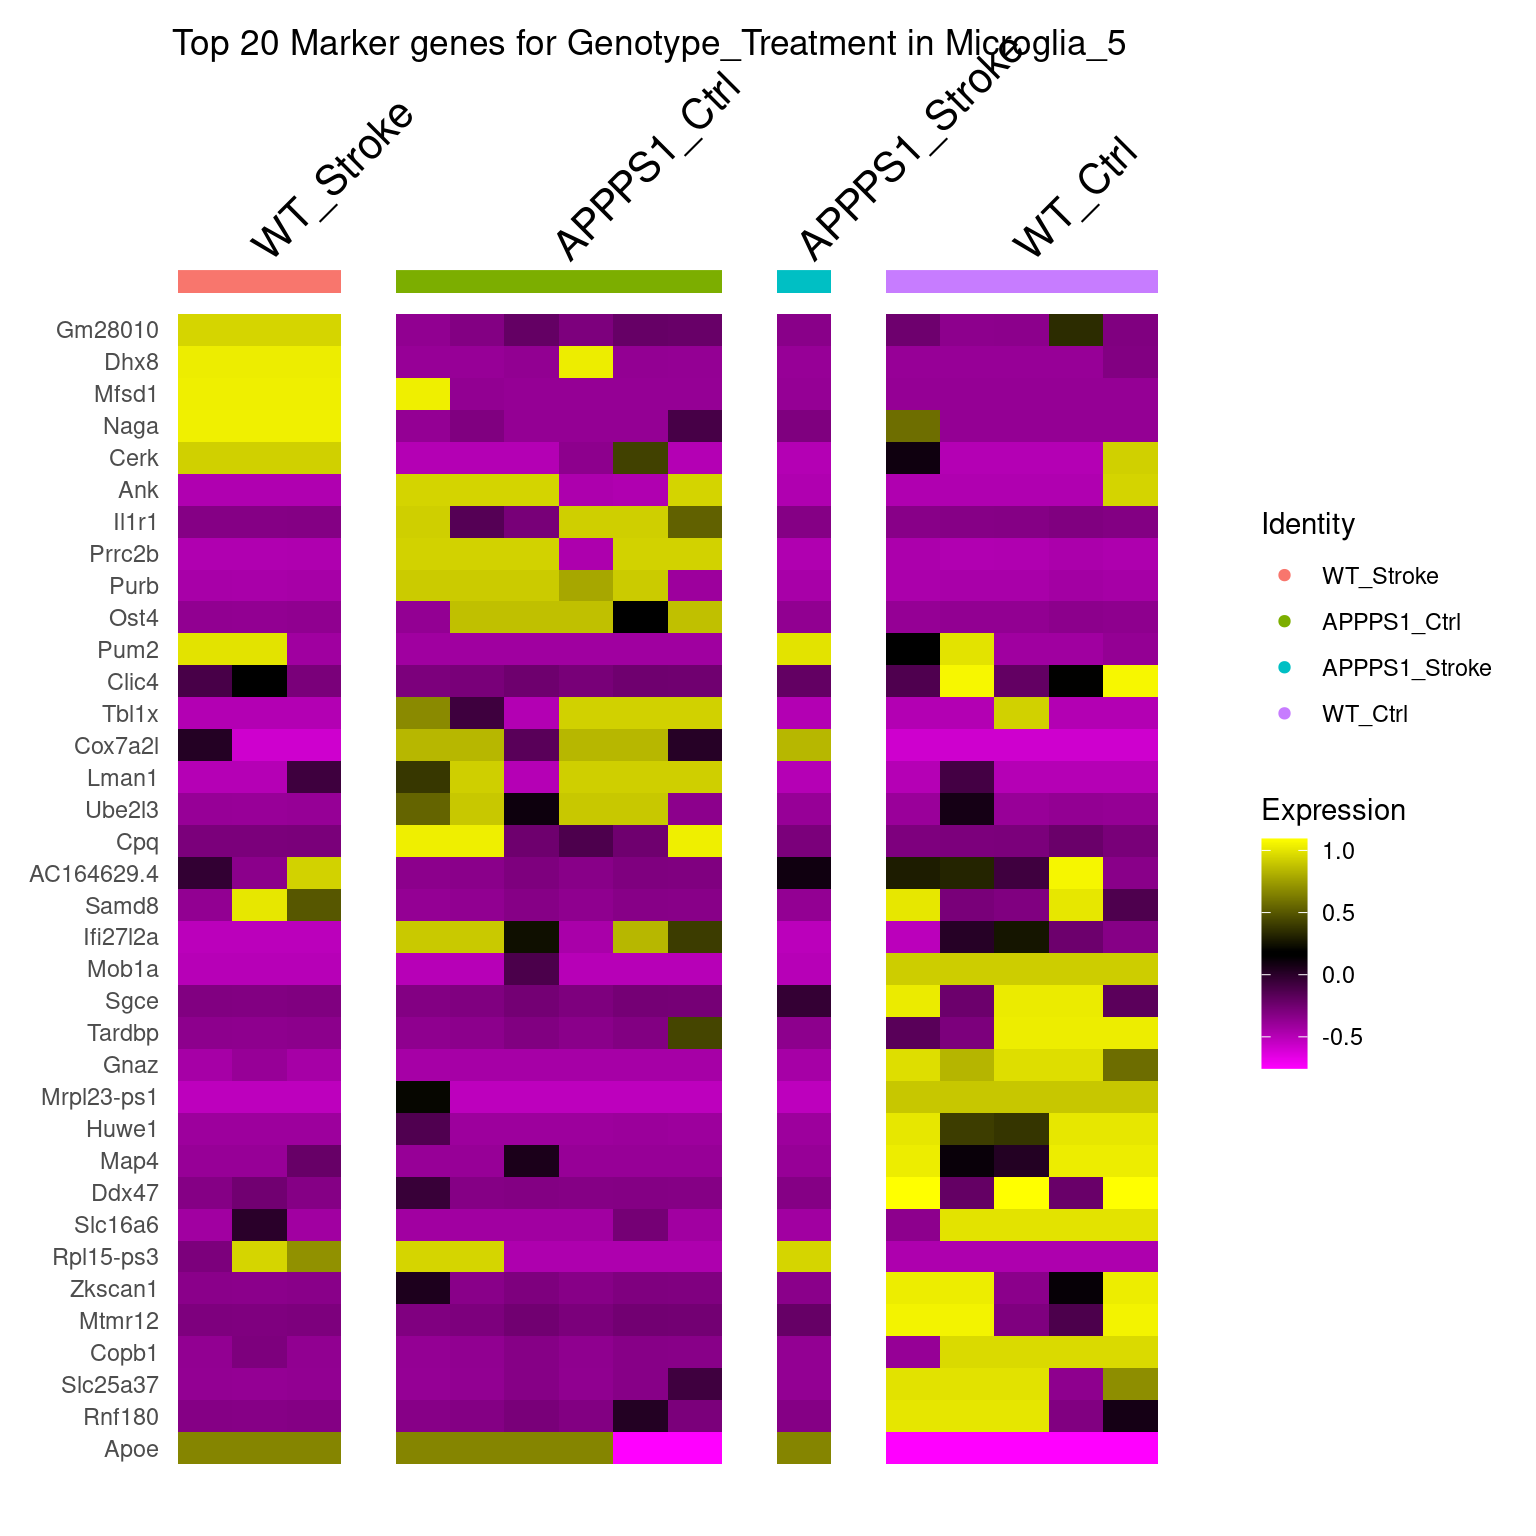 Top 20 Marker genes for Genotype_Treatment in Microglia_5
WT_Stroke
APPPS1_Ctrl
APPPS1_Stroke
WT_Ctrl
Gm28010
Dhx8
Mfsd1
Naga
Cerk
Ank
Il1r1
Prrc2b
Purb
Ost4
Pum2
Clic4
Tbl1x
Cox7a2l
Lman1
Ube2l3
Cpq
AC164629.4
Samd8
Ifi27l2a
Mob1a
Sgce
Tardbp
Gnaz
Mrpl23-ps1
Huwe1
Map4
Ddx47
Slc16a6
Rpl15-ps3
Zkscan1
Mtmr12
Copb1
Slc25a37
Rnf180
Apoe
Identity
WT_Stroke
APPPS1_Ctrl
APPPS1_Stroke
WT_Ctrl
Expression
1.0
0.5
0.0
-0.5